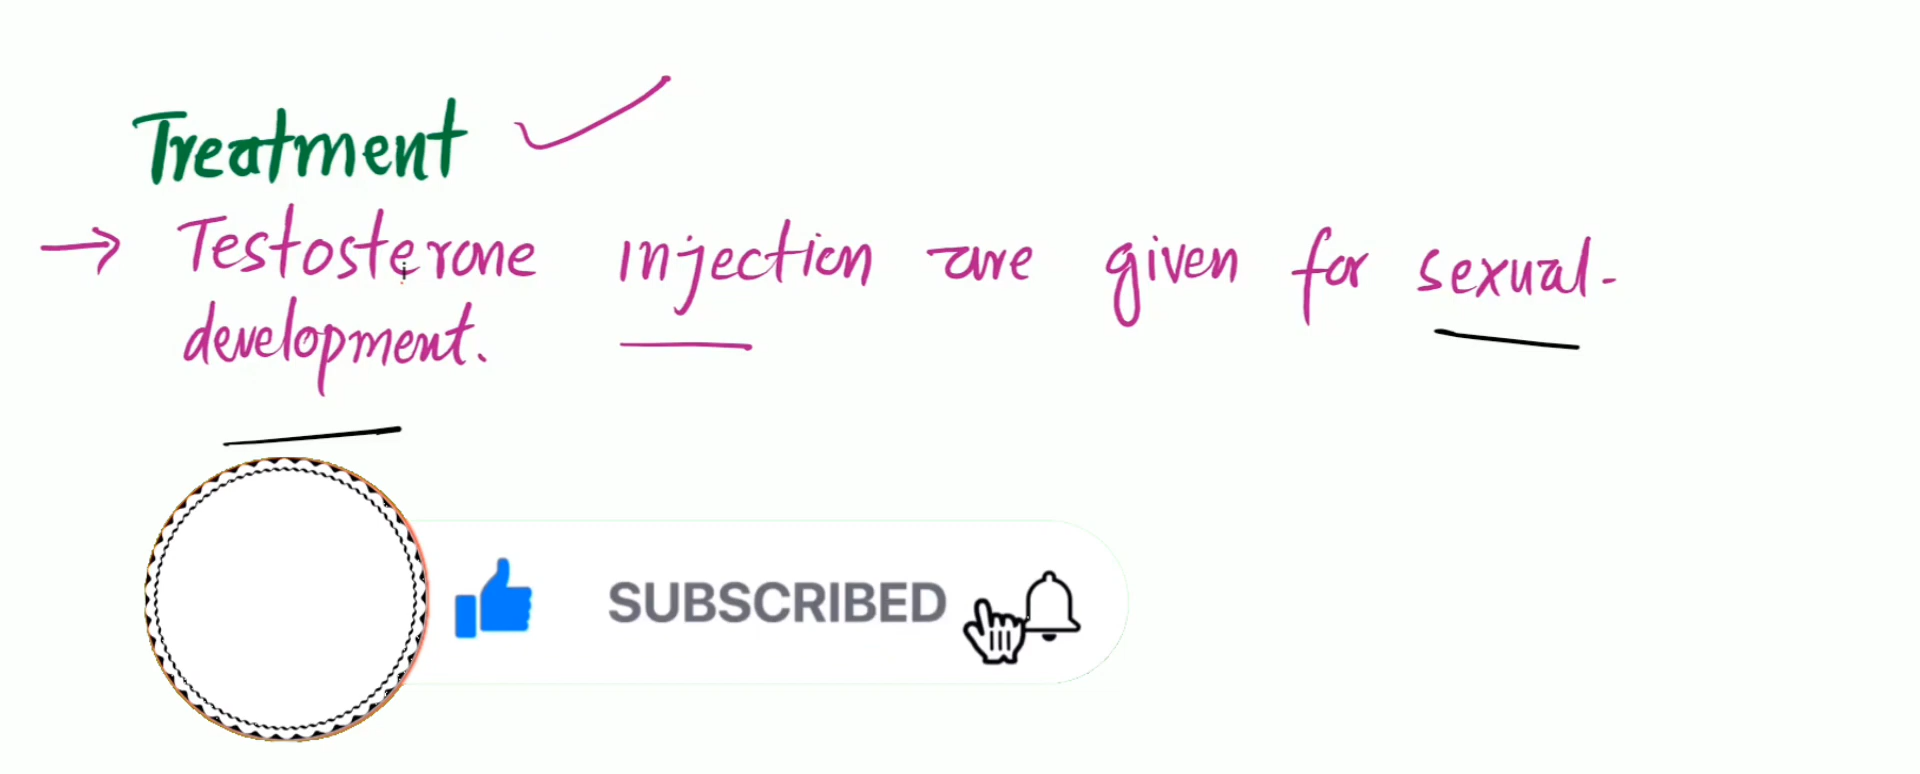 Treatment
→ Testosterone injection are given for sexual-
development.
SUBSCRIBED